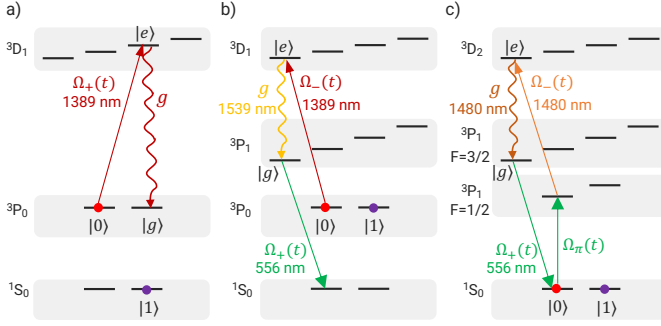 a)
³D₁
|e⟩
Ω₊(t)
1389 nm
g
³P₀
|0⟩
|g⟩
¹S₀
|1⟩
b)
³D₁
|e⟩
g
1539 nm
Ω₋(t)
1389 nm
³P₁
|g⟩
³P₀
|0⟩
|1⟩
Ω₊(t)
556 nm
¹S₀
c)
³D₂
|e⟩
g
1480 nm
Ω₋(t)
1480 nm
³P₁
F=3/2
|g⟩
³P₁
F=1/2
Ω₊(t)
556 nm
Ω_π(t)
¹S₀
|0⟩
|1⟩